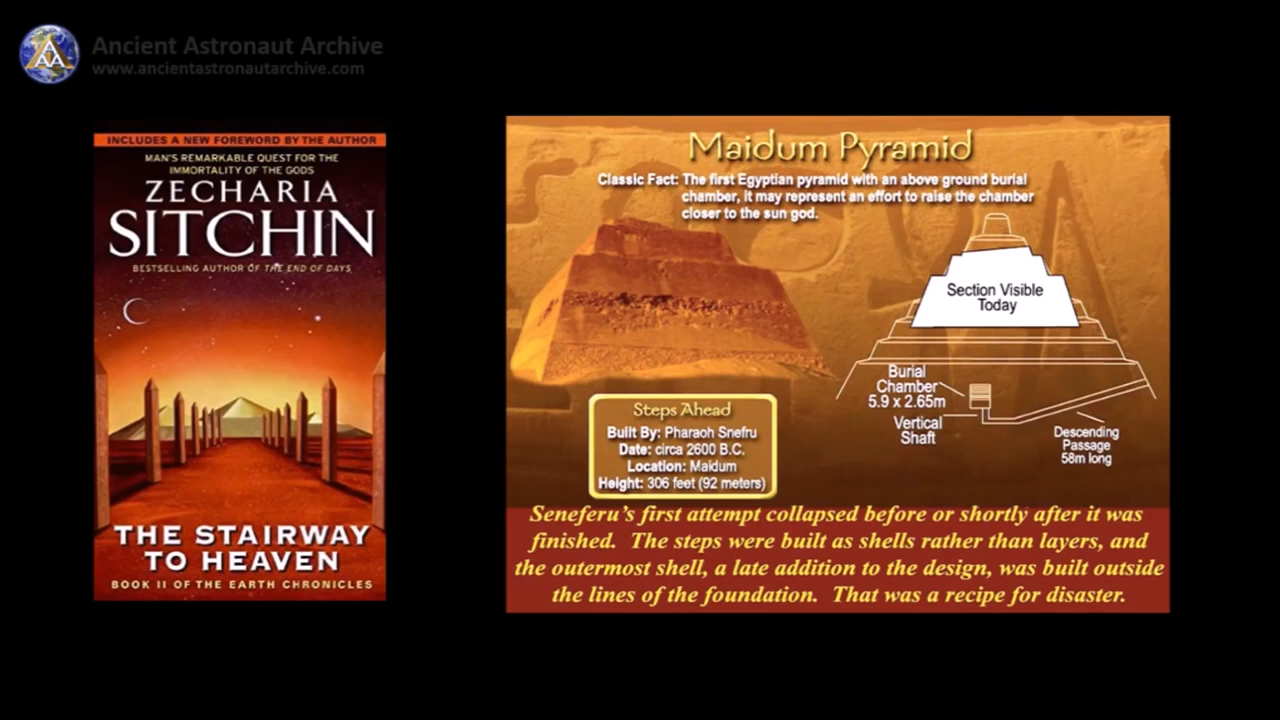 AAA
Ancient Astronaut Archive
www.ancientastronautarchive.com
INCLUDES A NEW FOREWORD BY THE AUTHOR
MAN'S REMARKABLE QUEST FOR THE
IMMORTALITY OF THE GODS
ZECHARIA
SITCHIN
BESTSELLING AUTHOR OF THE END OF DAYS
THE STAIRWAY
TO HEAVEN
BOOK II OF THE EARTH CHRONICLES
Maidum Pyramid
Classic Fact: The first Egyptian pyramid with an above ground burial
chamber, it may represent an effort to raise the chamber
closer to the sun god.
Section Visible
Today
Burial
Chamber
5.9 x 2.65m
Vertical
Shaft
Descending
Passage
58m long
Steps Ahead
Built By: Pharaoh Snefru
Date: circa 2600 B.C.
Location: Maidum
Height: 306 feet (92 meters)
Seneferu's first attempt collapsed before or shortly after it was
finished. The steps were built as shells rather than layers, and
the outermost shell, a late addition to the design, was built outside
the lines of the foundation. That was a recipe for disaster.